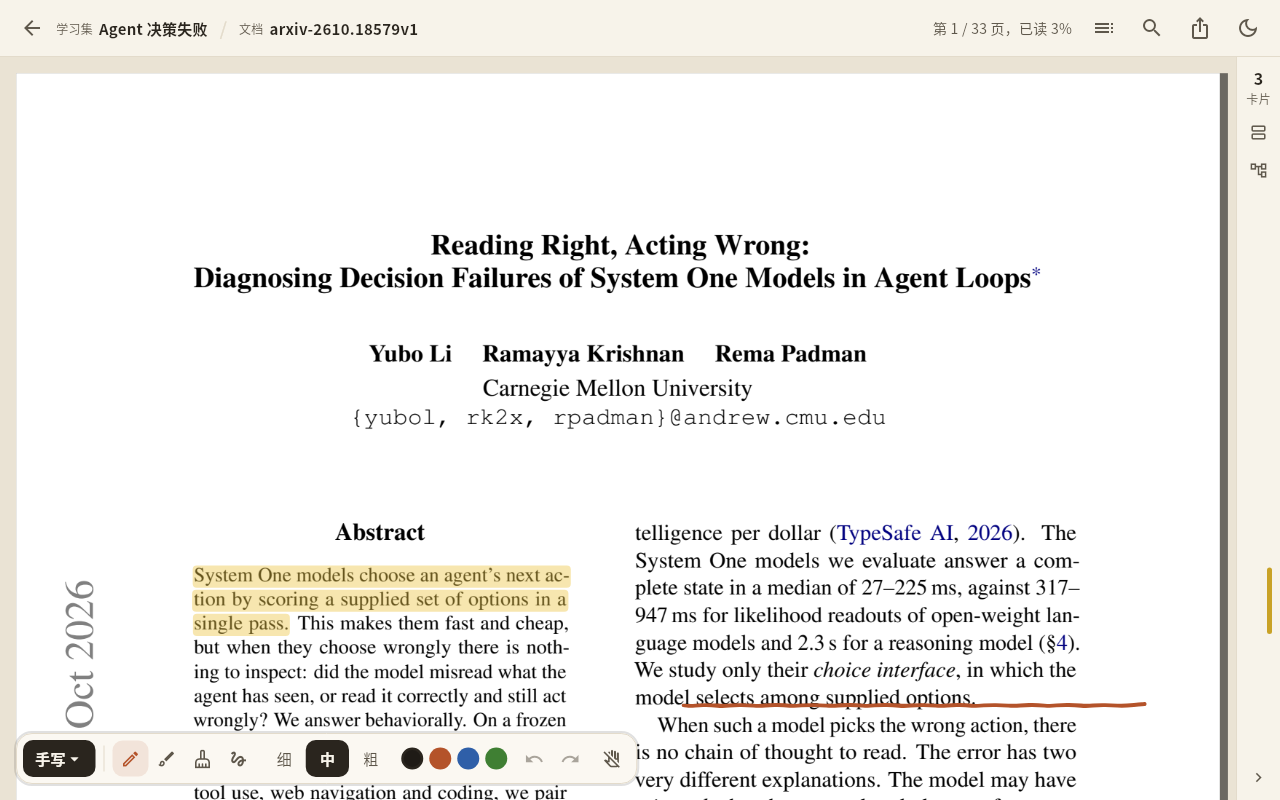 学习集 Agent 决策失败 / 文档 arxiv-2610.18579v1
第 1 / 33 页，已读 3%
3
卡片
Reading Right, Acting Wrong:
Diagnosing Decision Failures of System One Models in Agent Loops*
Yubo Li Ramayya Krishnan Rema Padman
Carnegie Mellon University
{yubol, rk2x, rpadman}@andrew.cmu.edu
Oct 2026
Abstract
System One models choose an agent's next ac-
tion by scoring a supplied set of options in a
single pass. This makes them fast and cheap,
but when they choose wrongly there is noth-
ing to inspect: did the model misread what the
agent has seen, or read it correctly and still act
wrongly? We answer behaviorally. On a frozen
tool use, web navigation and coding, we pair
telligence per dollar (TypeSafe AI, 2026). The
System One models we evaluate answer a com-
plete state in a median of 27–225 ms, against 317–
947 ms for likelihood readouts of open-weight lan-
guage models and 2.3 s for a reasoning model (§4).
We study only their choice interface, in which the
model selects among supplied options.
When such a model picks the wrong action, there
is no chain of thought to read. The error has two
very different explanations. The model may have
手写 细 中 粗